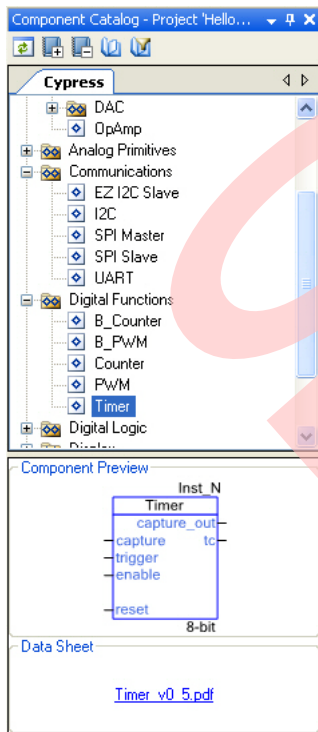 Component Catalog - Project 'Hello...
Cypress
DAC
OpAmp
Analog Primitives
Communications
EZ I2C Slave
I2C
SPI Master
SPI Slave
UART
Digital Functions
B_Counter
B_PWM
Counter
PWM
Timer
Digital Logic
Component Preview
Inst_N
Timer
capture_out
capture tc
trigger
enable
reset
8-bit
Data Sheet
Timer_v0_5.pdf